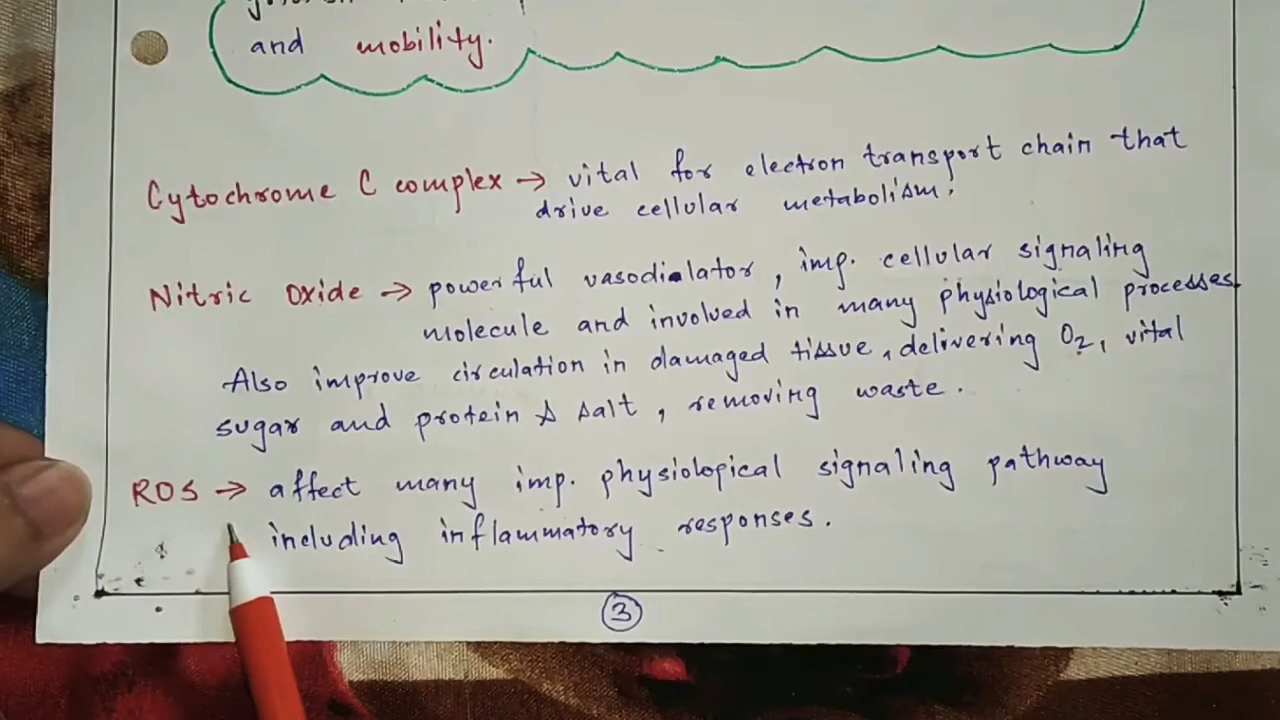 and mobility.
Cytochrome C complex → vital for electron transport chain that
drive cellular metabolism.
Nitric Oxide → powerful vasodialator, imp. cellular signaling
molecule and involved in many physiological processes.
Also improve circulation in damaged tissue, delivering O2, vital
sugar and protein & salt, removing waste.
ROS → affect many imp. physiological signaling pathway
including inflammatory responses.
3